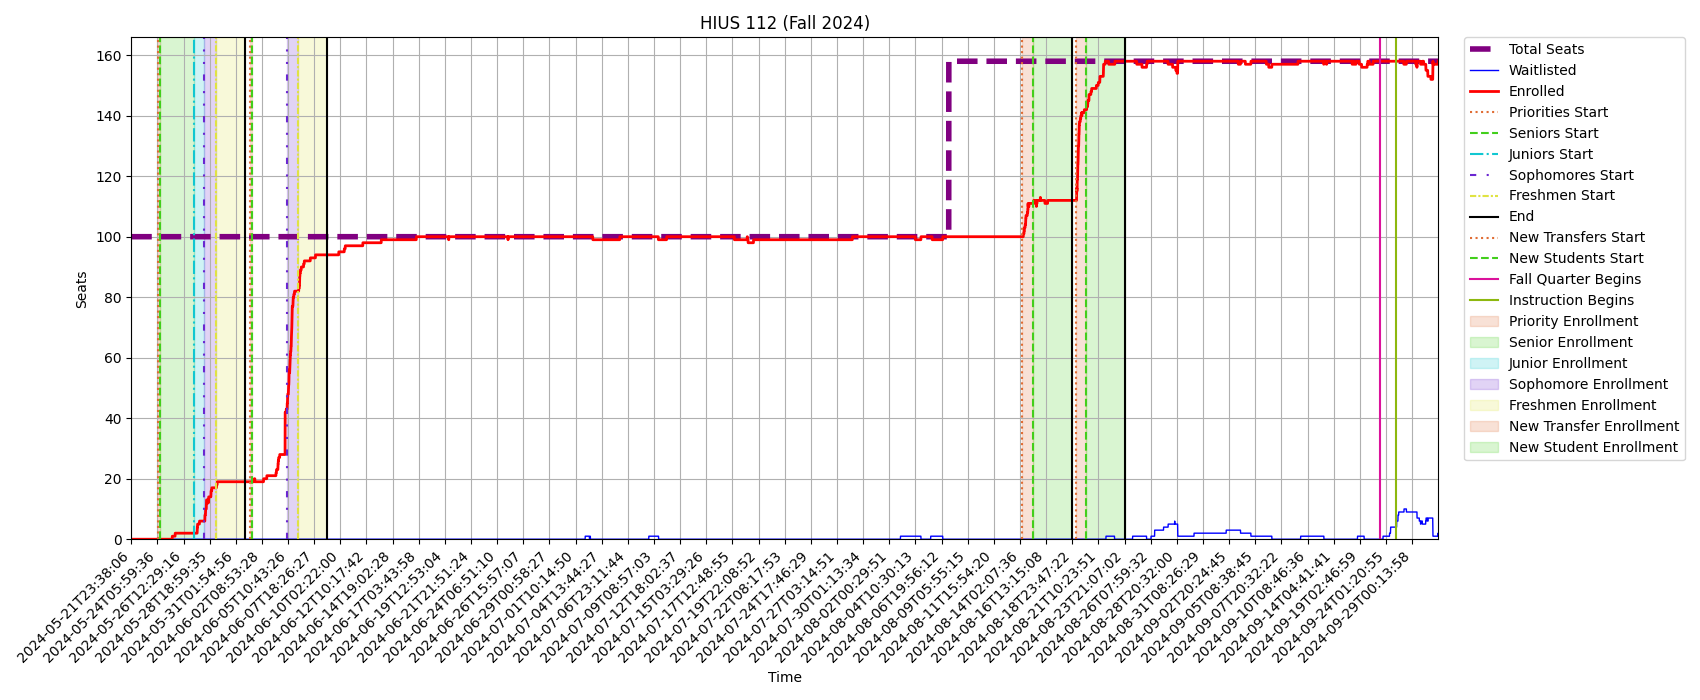 HIUS 112 (Fall 2024)
Seats
160
140
120
100
80
60
40
20
0
2024-05-21T23:38:06
2024-05-24T05:59:36
2024-05-26T12:29:16
2024-05-28T18:59:35
2024-05-31T01:54:56
2024-06-02T08:53:28
2024-06-05T10:43:26
2024-06-07T18:26:27
2024-06-10T02:22:00
2024-06-12T10:17:42
2024-06-14T19:02:28
2024-06-17T03:43:58
2024-06-19T12:53:04
2024-06-21T21:51:24
2024-06-24T06:51:10
2024-06-26T15:57:07
2024-06-29T00:58:27
2024-07-01T10:14:50
2024-07-04T13:44:27
2024-07-06T23:11:44
2024-07-09T08:57:03
2024-07-12T18:02:37
2024-07-15T03:29:26
2024-07-17T12:48:55
2024-07-19T22:08:52
2024-07-22T08:17:53
2024-07-24T17:46:29
2024-07-30T03:14:51
2024-08-01T13:34
2024-08-02T00:29:51
2024-08-04T10:30:13
2024-08-06T19:56:12
2024-08-09T05:55:15
2024-08-11T15:54:20
2024-08-14T02:07:36
2024-08-16T13:15:08
2024-08-18T23:47:22
2024-08-21T10:23:51
2024-08-23T21:07:02
2024-08-26T07:59:32
2024-08-28T20:32:00
2024-08-31T08:26:29
2024-09-02T20:24:45
2024-09-05T08:38:45
2024-09-07T20:32:22
2024-09-10T08:46:36
2024-09-14T04:41:41
2024-09-19T02:46:59
2024-09-24T01:20:55
2024-09-29T00:13:58
Time
Total Seats
Waitlisted
Enrolled
Priorities Start
Seniors Start
Juniors Start
Sophomores Start
Freshmen Start
End
New Transfers Start
New Students Start
Fall Quarter Begins
Instruction Begins
Priority Enrollment
Senior Enrollment
Junior Enrollment
Sophomore Enrollment
Freshmen Enrollment
New Transfer Enrollment
New Student Enrollment